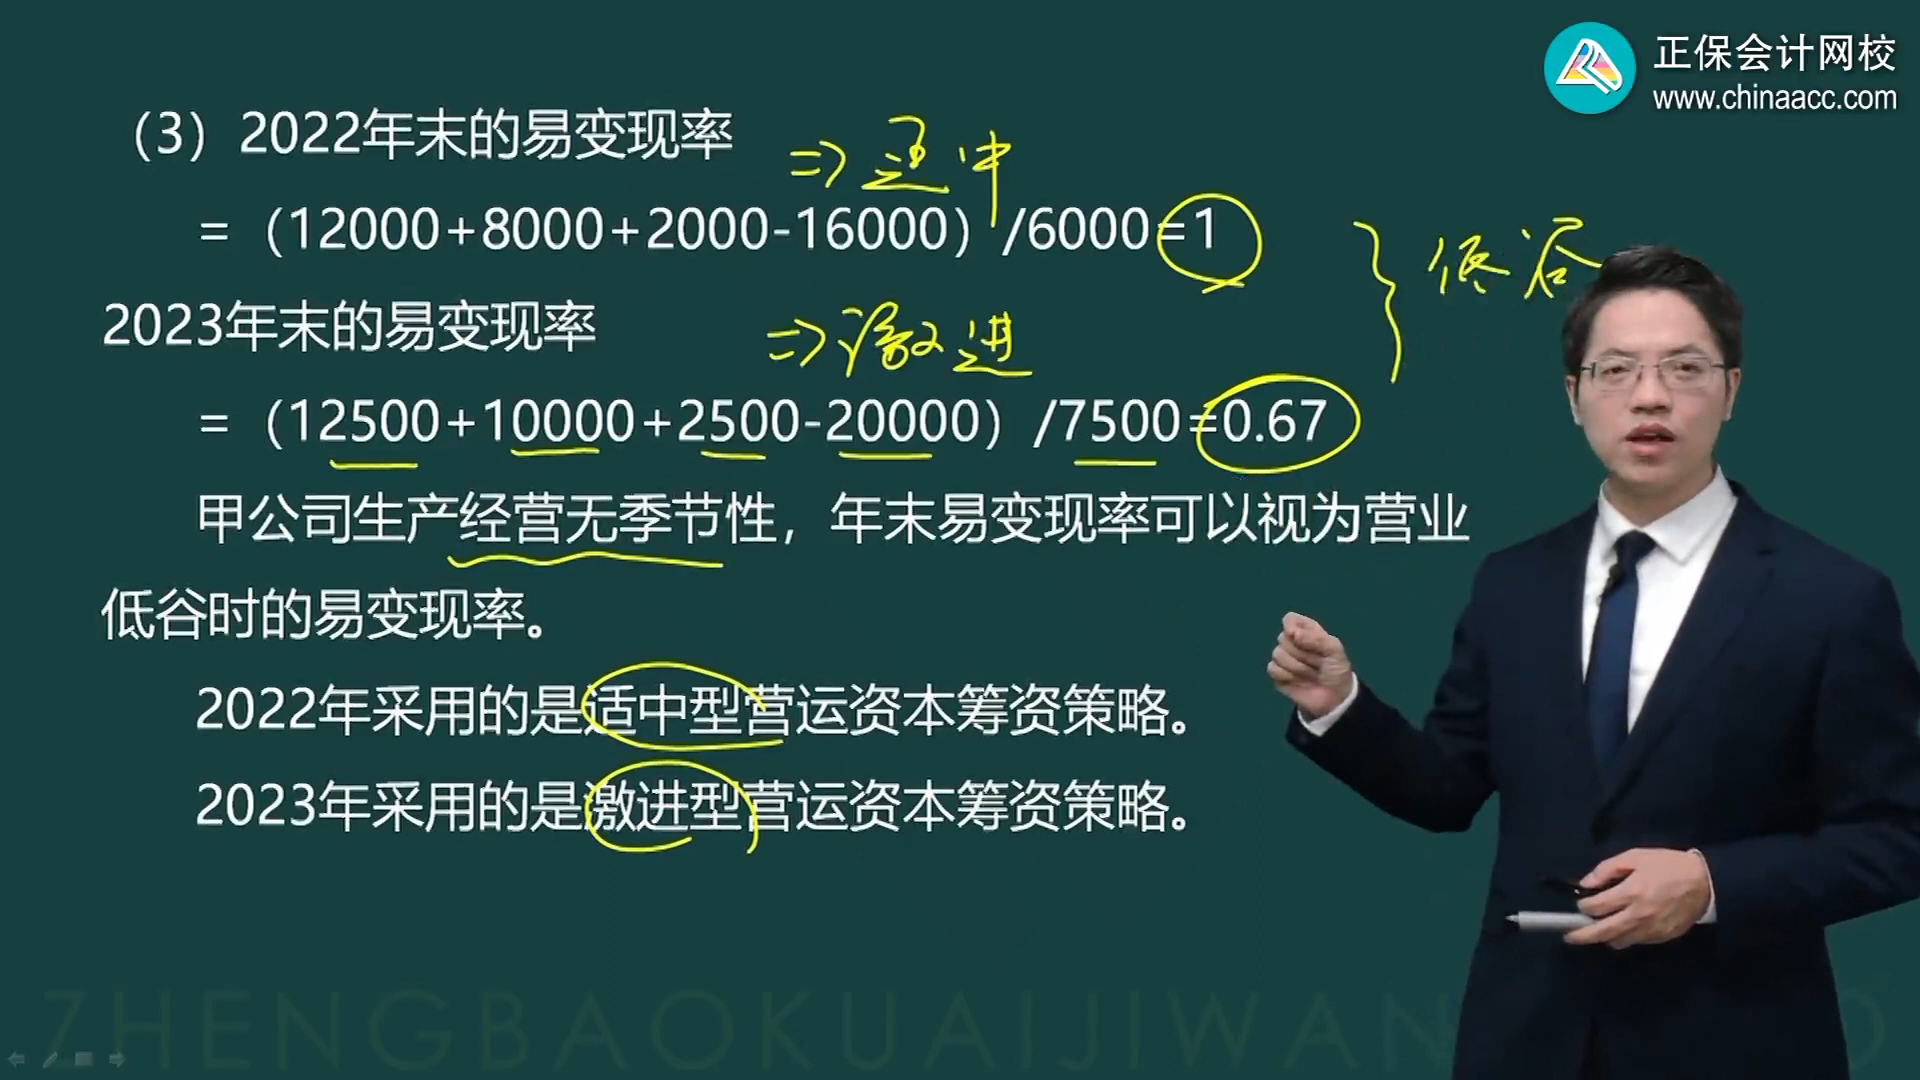 正保会计网校
www.chinaacc.com
（3）2022年末的易变现率
⇒适中
=（12000+8000+2000-16000）/6000=1
低谷
2023年末的易变现率
⇒激进
=（12500+10000+2500-20000）/7500=0.67
甲公司生产经营无季节性，年末易变现率可以视为营业
低谷时的易变现率。
2022年采用的是适中型营运资本筹资策略。
2023年采用的是激进型营运资本筹资策略。